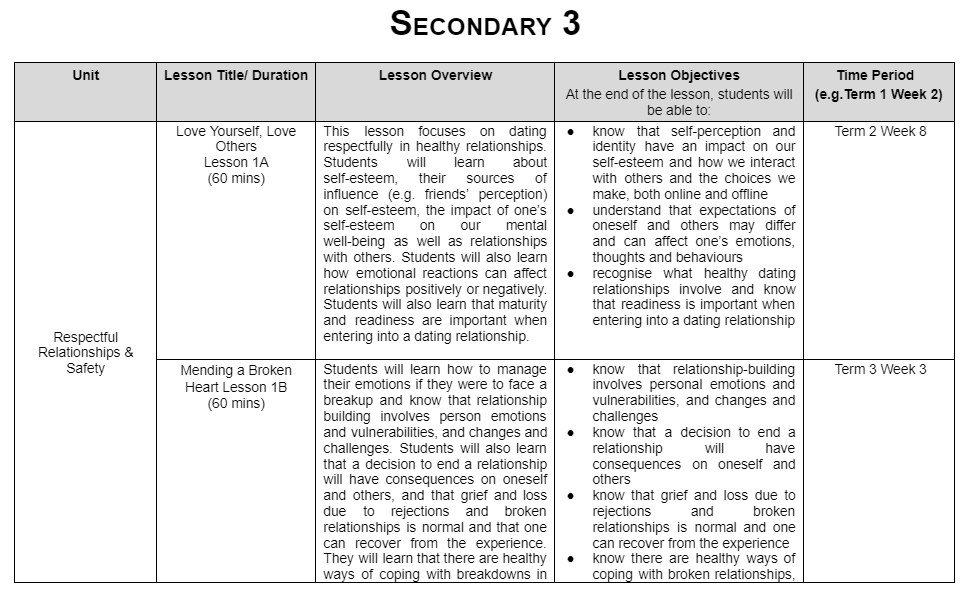 SECONDARY 3
Unit
Lesson Title/ Duration
Lesson Overview
Lesson Objectives
At the end of the lesson, students will
be able to:
Time Period
(e.g.Term 1 Week 2)
Respectful
Relationships &
Safety
Love Yourself, Love
Others
Lesson 1A
(60 mins)
This lesson focuses on dating
respectfully in healthy relationships.
Students will learn about
self-esteem, their sources of
influence (e.g. friends' perception)
on self-esteem, the impact of one's
self-esteem on our mental
well-being as well as relationships
with others. Students will also learn
how emotional reactions can affect
relationships positively or negatively.
Students will also learn that maturity
and readiness are important when
entering into a dating relationship.
● know that self-perception and
identity have an impact on our
self-esteem and how we interact
with others and the choices we
make, both online and offline
● understand that expectations of
oneself and others may differ
and can affect one's emotions,
thoughts and behaviours
● recognise what healthy dating
relationships involve and know
that readiness is important when
entering into a dating relationship
Term 2 Week 8
Mending a Broken
Heart Lesson 1B
(60 mins)
Students will learn how to manage
their emotions if they were to face a
breakup and know that relationship
building involves person emotions
and vulnerabilities, and changes and
challenges. Students will also learn
that a decision to end a relationship
will have consequences on oneself
and others, and that grief and loss
due to rejections and broken
relationships is normal and that one
can recover from the experience.
They will learn that there are healthy
ways of coping with breakdowns in
● know that relationship-building
involves personal emotions and
vulnerabilities, and changes and
challenges
● know that a decision to end a
relationship will have
consequences on oneself and
others
● know that grief and loss due to
rejections and broken
relationships is normal and one
can recover from the experience
● know there are healthy ways of
coping with broken relationships,
Term 3 Week 3